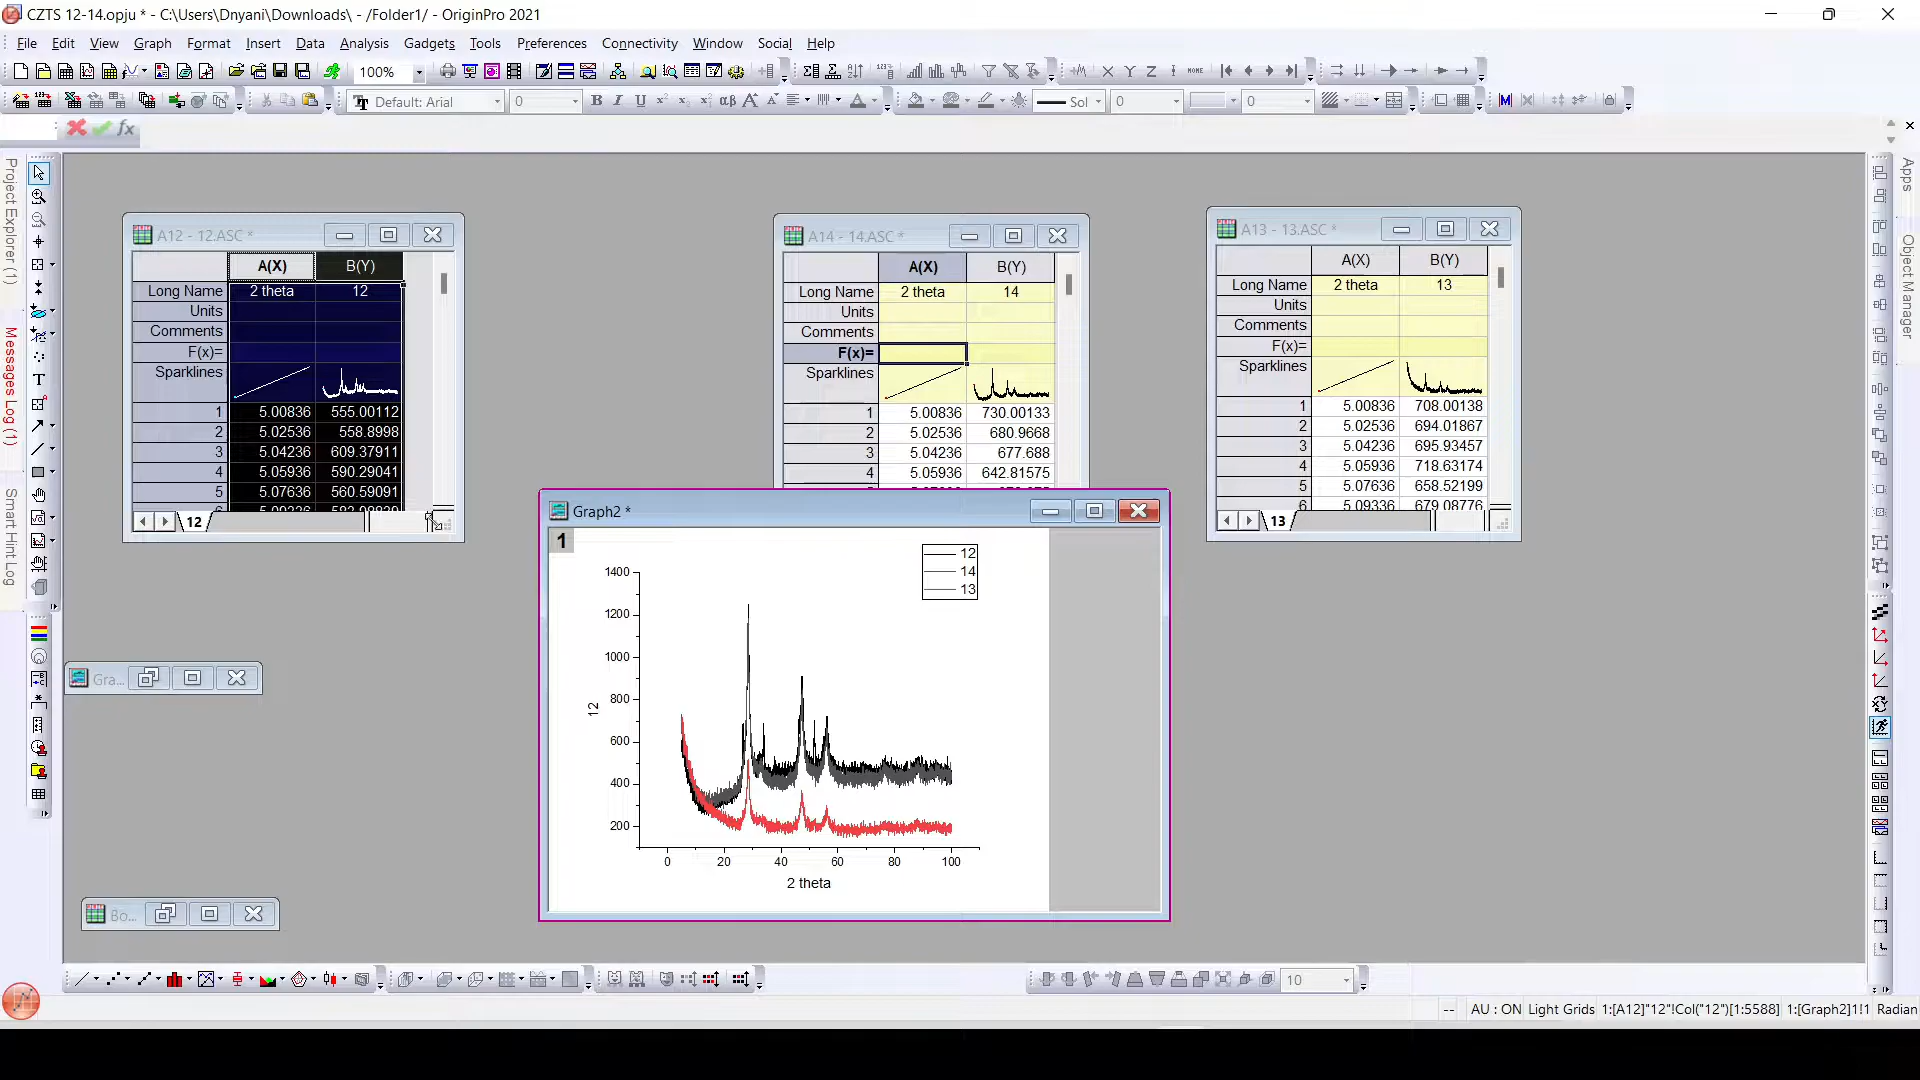 CZTS 12-14.opju * - C:\Users\Dnyani\Downloads\ - /Folder1/ - OriginPro 2021
File Edit View Graph Format Insert Data Analysis Gadgets Tools Preferences Connectivity Window Social Help
100%
Default: Arial 0 B I U αβ A A A Sol 0 0
fx
Project Explorer (1)
Messages Log (1)
Smart Hint Log
Apps
Object Manager
A12 - 12.ASC *
A(X) B(Y)
Long Name 2 theta 12
Units
Comments
F(x)=
Sparklines
1 5.00836 555.00112
2 5.02536 558.8998
3 5.04236 609.37911
4 5.05936 590.29041
5 5.07636 560.59091
12
A14 - 14.ASC *
A(X) B(Y)
Long Name 2 theta 14
Units
Comments
F(x)=
Sparklines
1 5.00836 730.00133
2 5.02536 680.9668
3 5.04236 677.688
4 5.05936 642.81575
A13 - 13.ASC *
A(X) B(Y)
Long Name 2 theta 13
Units
Comments
F(x)=
Sparklines
1 5.00836 708.00138
2 5.02536 694.01867
3 5.04236 695.93457
4 5.05936 718.63174
5 5.07636 658.52199
6 5.09336 679.08776
13
Graph2 *
1
12
14
13
1400
1200
1000
800
600
400
200
12
0 20 40 60 80 100
2 theta
Gra...
Bo...
10
-- AU : ON Light Grids 1:[A12]"12"!Col("12")[1:5588] 1:[Graph2]1!1 Radian